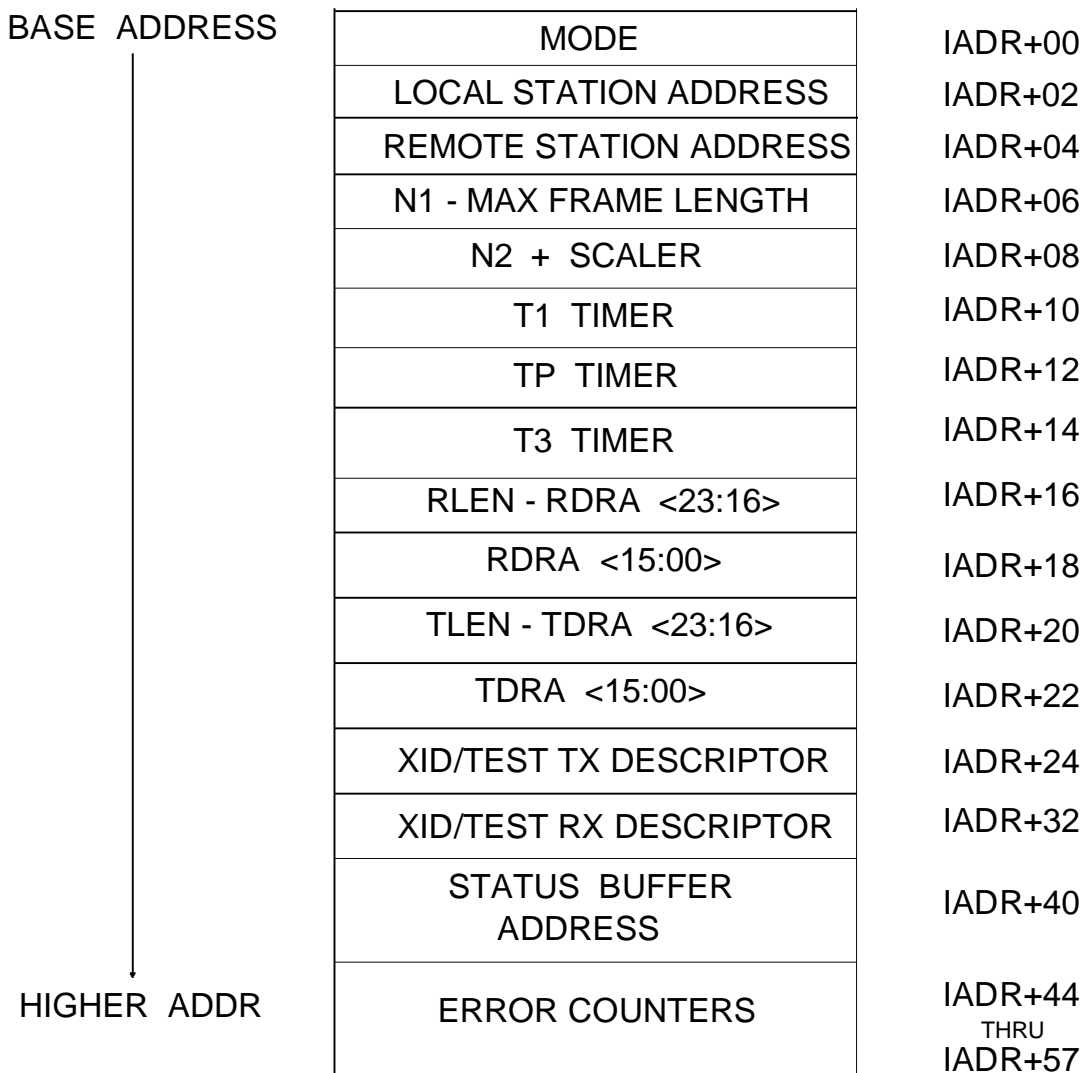 BASE ADDRESS
MODE IADR+00
LOCAL STATION ADDRESS IADR+02
REMOTE STATION ADDRESS IADR+04
N1 - MAX FRAME LENGTH IADR+06
N2 + SCALER IADR+08
T1 TIMER IADR+10
TP TIMER IADR+12
T3 TIMER IADR+14
RLEN - RDRA <23:16> IADR+16
RDRA <15:00> IADR+18
TLEN - TDRA <23:16> IADR+20
TDRA <15:00> IADR+22
XID/TEST TX DESCRIPTOR IADR+24
XID/TEST RX DESCRIPTOR IADR+32
STATUS BUFFER
ADDRESS
IADR+40
HIGHER ADDR
ERROR COUNTERS
IADR+44
THRU
IADR+57